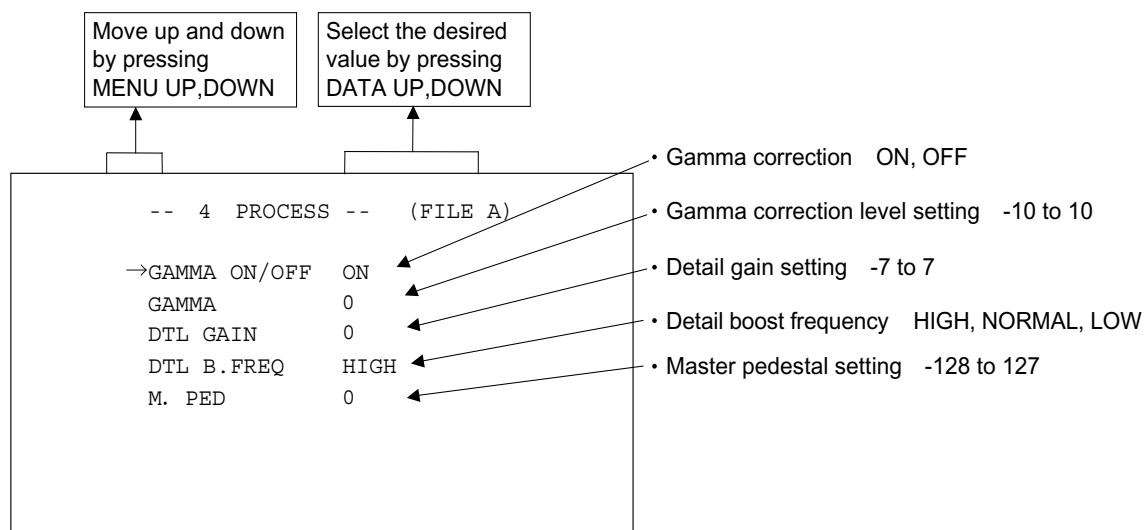 Move up and down
by pressing
MENU UP,DOWN
Select the desired
value by pressing
DATA UP,DOWN
-- 4 PROCESS -- (FILE A)
→GAMMA ON/OFF ON
GAMMA 0
DTL GAIN 0
DTL B.FREQ HIGH
M. PED 0
・Gamma correction ON, OFF
・Gamma correction level setting -10 to 10
・Detail gain setting -7 to 7
・Detail boost frequency HIGH, NORMAL, LOW
・Master pedestal setting -128 to 127